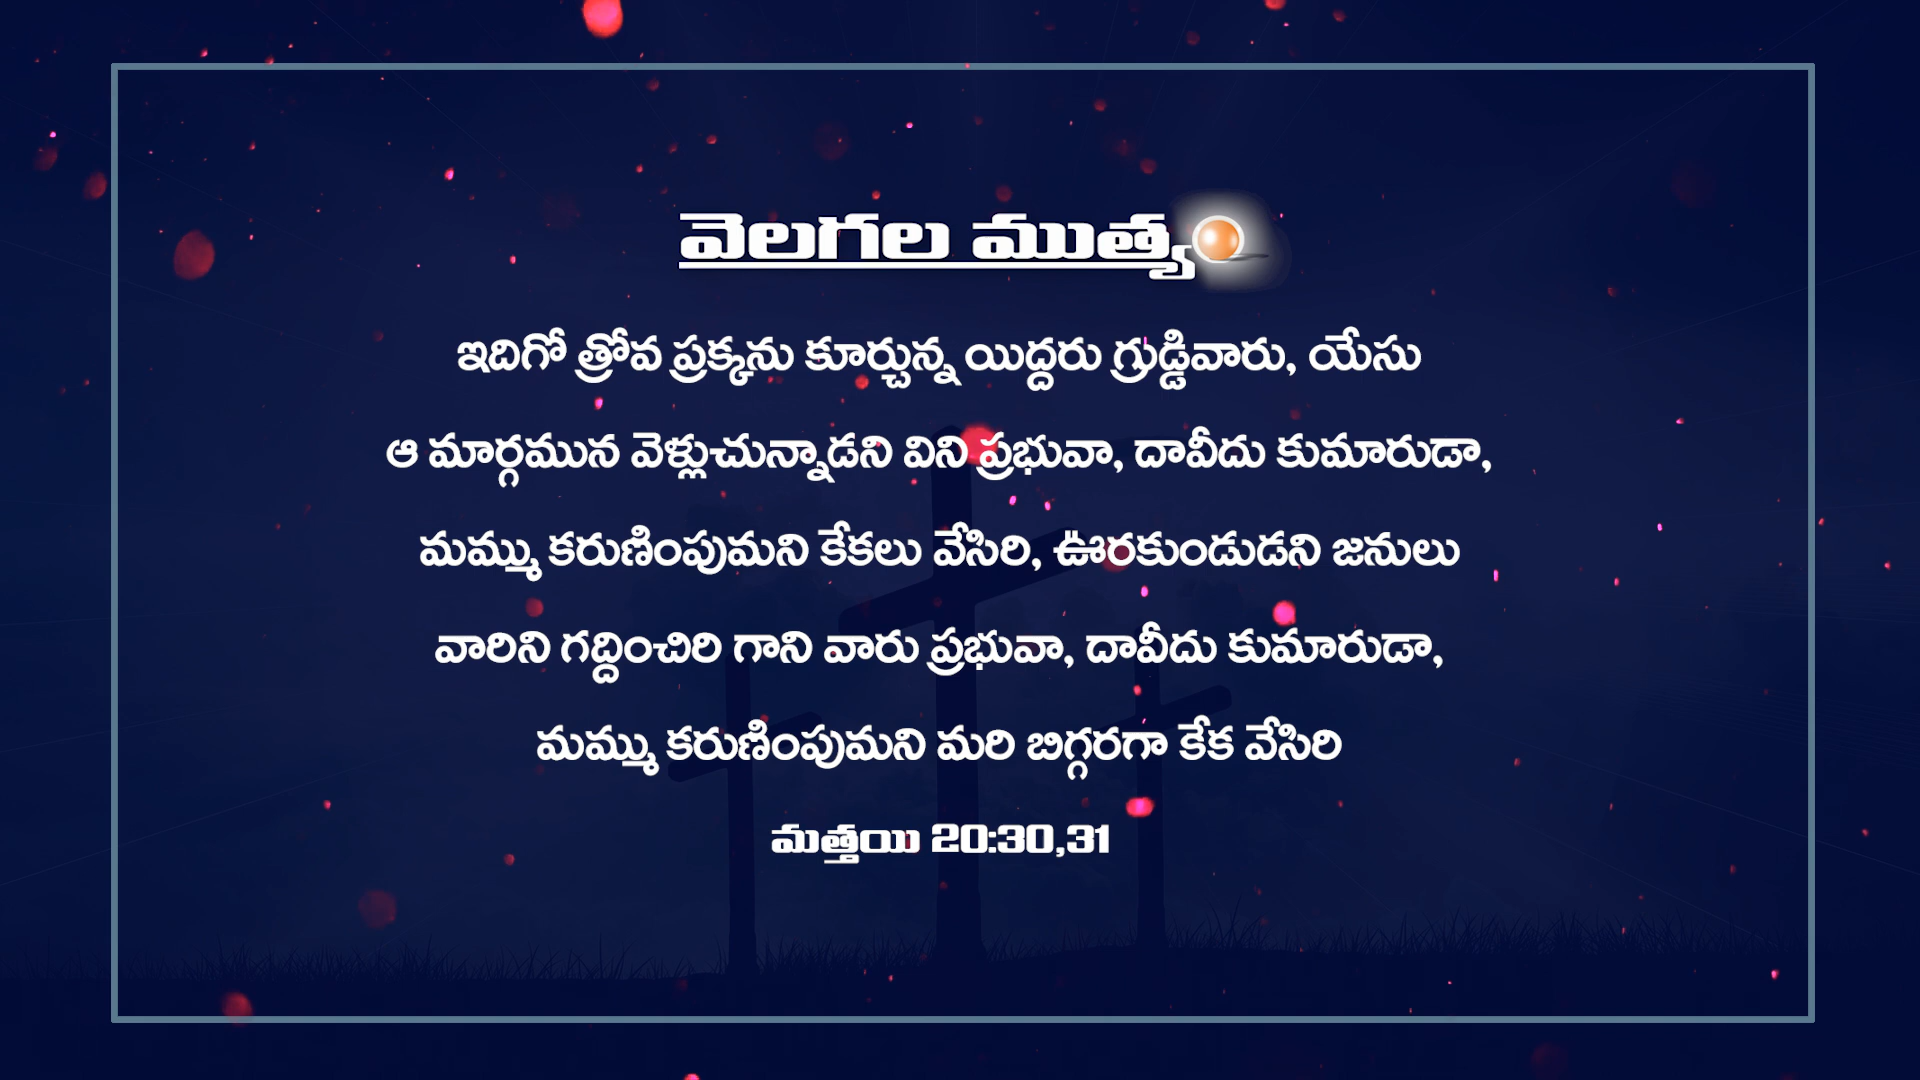 వెలగల ముత్యం
ఇదిగో త్రోవ ప్రక్కను కూర్చున్న యిద్దరు గ్రుడ్డివారు, యేసు
ఆ మార్గమున వెళ్లుచున్నాడని విని ప్రభువా, దావీదు కుమారుడా,
మమ్ము కరుణింపుమని కేకలు వేసిరి, ఊరకుండుడని జనులు
వారిని గద్దించిరి గాని వారు ప్రభువా, దావీదు కుమారుడా,
మమ్ము కరుణింపుమని మరి బిగ్గరగా కేక వేసిరి
మత్తయి 20:30,31